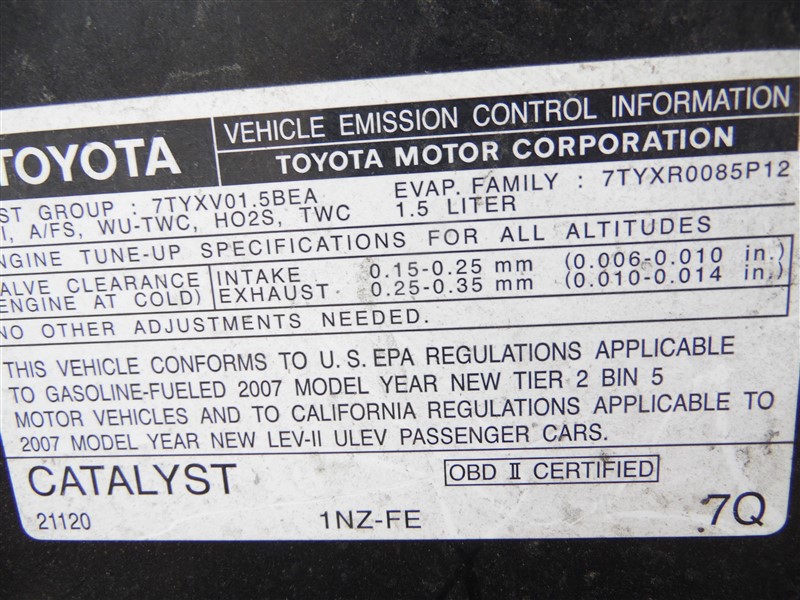 TOYOTA
VEHICLE EMISSION CONTROL INFORMATION
TOYOTA MOTOR CORPORATION
ST GROUP : 7TYXV01.5BEA EVAP. FAMILY : 7TYXR0085P12
I, A/FS, WU-TWC, HO2S, TWC 1.5 LITER
NGINE TUNE-UP SPECIFICATIONS FOR ALL ALTITUDES
ALVE CLEARANCE INTAKE 0.15-0.25 mm (0.006-0.010 in.)
ENGINE AT COLD) EXHAUST 0.25-0.35 mm (0.010-0.014 in.)
NO OTHER ADJUSTMENTS NEEDED.
THIS VEHICLE CONFORMS TO U.S. EPA REGULATIONS APPLICABLE
TO GASOLINE-FUELED 2007 MODEL YEAR NEW TIER 2 BIN 5
MOTOR VEHICLES AND TO CALIFORNIA REGULATIONS APPLICABLE TO
2007 MODEL YEAR NEW LEV-II ULEV PASSENGER CARS.
CATALYST OBD II CERTIFIED
21120 1NZ-FE 7Q